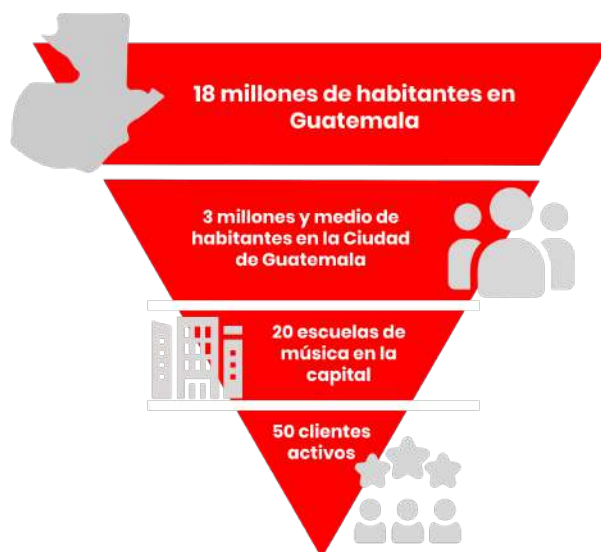 18 millones de habitantes en
Guatemala
3 millones y medio de
habitantes en la Ciudad
de Guatemala
20 escuelas de
música en la
capital
50 clientes
activos